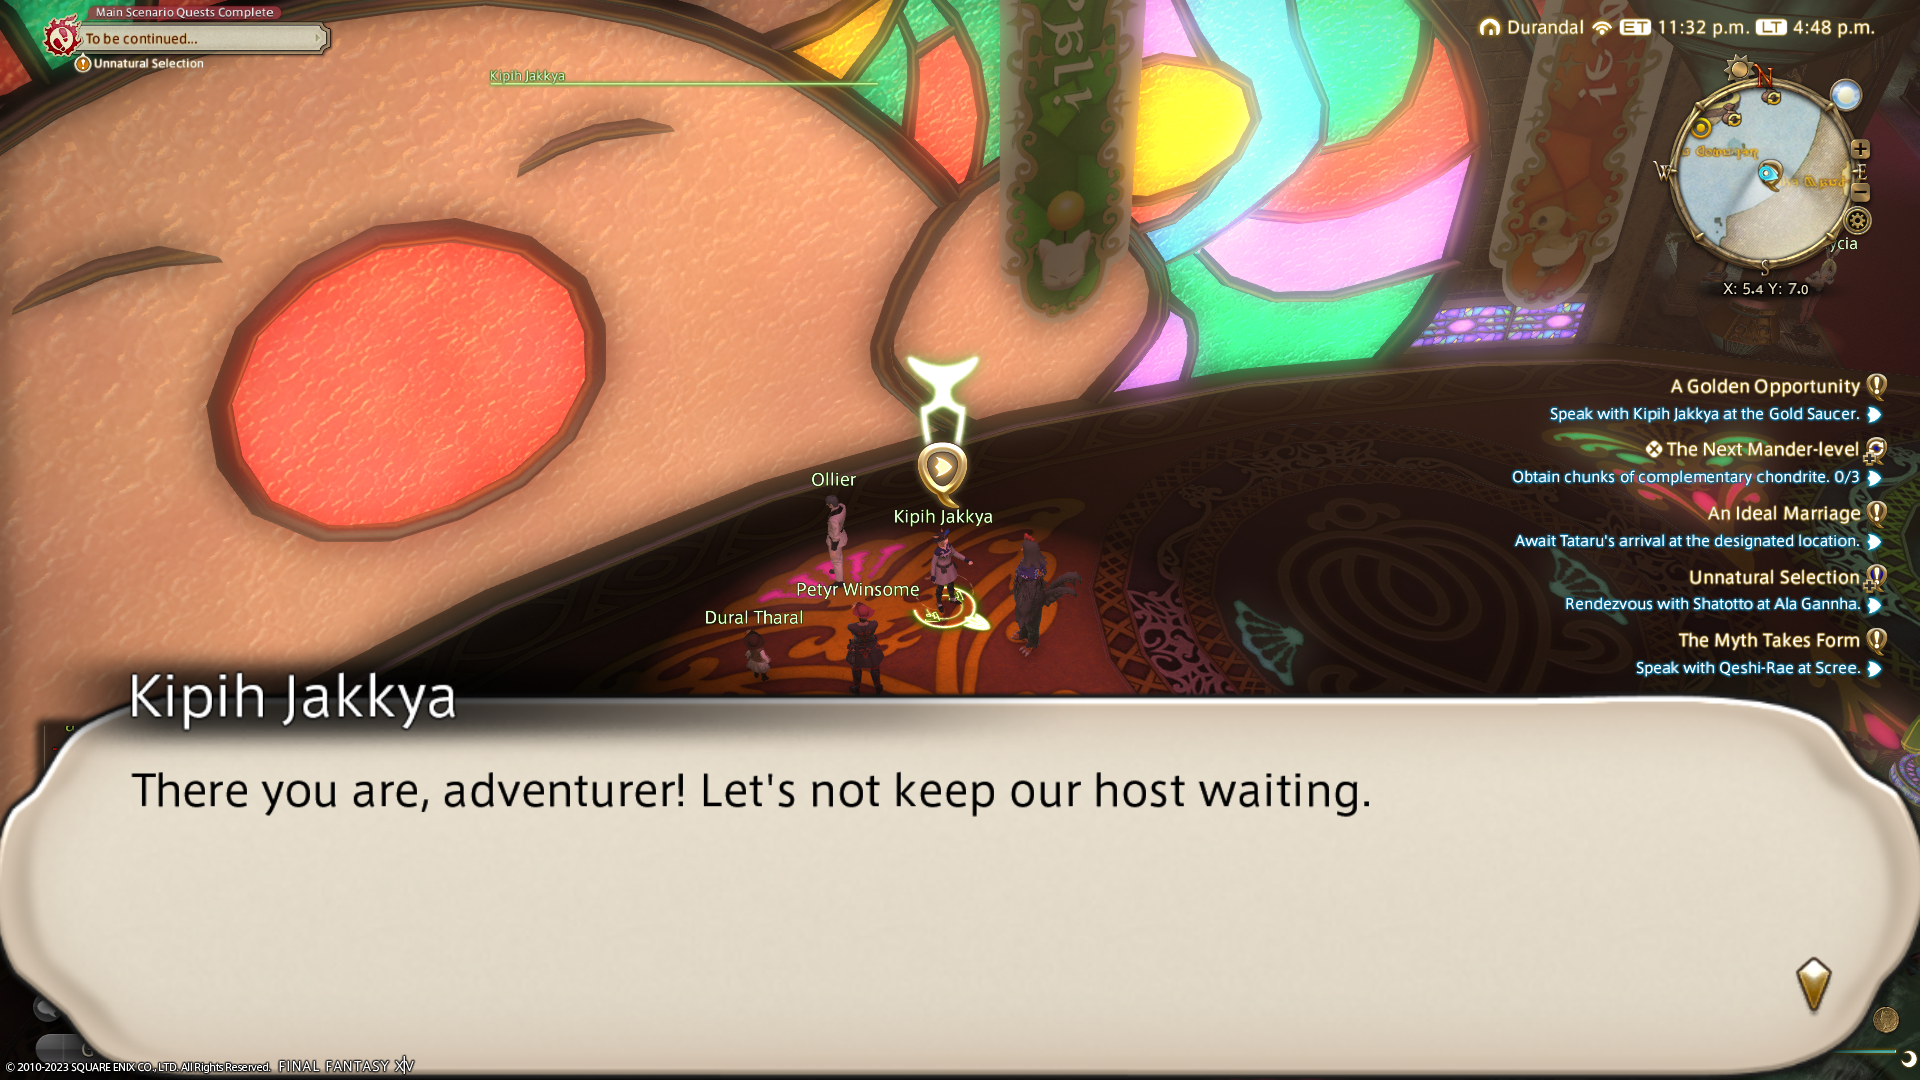 Main Scenario Quests Complete
To be continued...
Unnatural Selection
Kipih Jakkya
Durandal ET 11:32 p.m. LT 4:48 p.m.
N
W
E
S
X: 5.4 Y: 7.0
A Golden Opportunity
Speak with Kipih Jakkya at the Gold Saucer.
The Next Mander-level
Obtain chunks of complementary chondrite. 0/3
An Ideal Marriage
Await Tataru's arrival at the designated location.
Unnatural Selection
Rendezvous with Shatotto at Ala Gannha.
The Myth Takes Form
Speak with Qeshi-Rae at Scree.
Ollier
Kipih Jakkya
Petyr Winsome
Dural Tharal
Kipih Jakkya
There you are, adventurer! Let's not keep our host waiting.
© 2010-2023 SQUARE ENIX CO., LTD. All Rights Reserved. FINAL FANTASY XIV